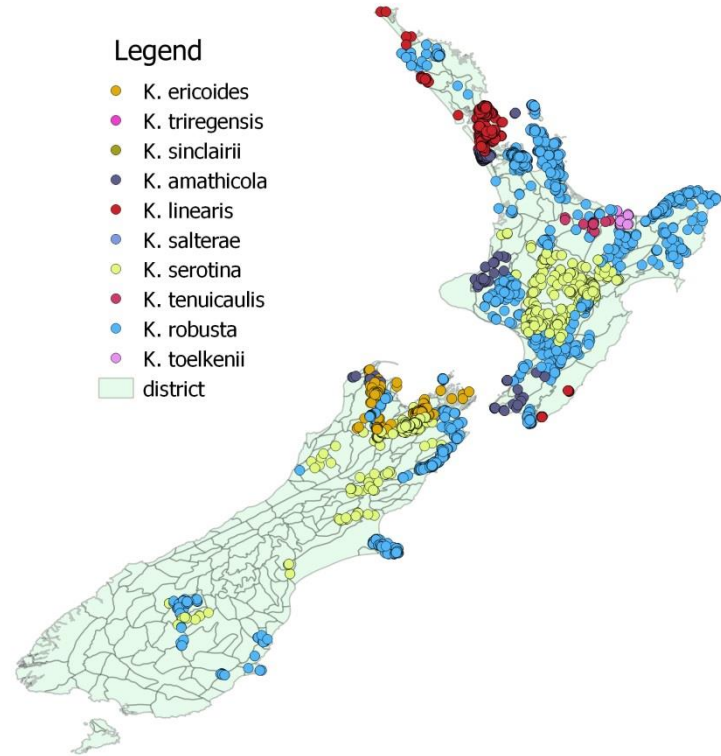 Legend
K. ericoides
K. triregensis
K. sinclairii
K. amathicola
K. linearis
K. salterae
K. serotina
K. tenuicaulis
K. robusta
K. toelkenii
district